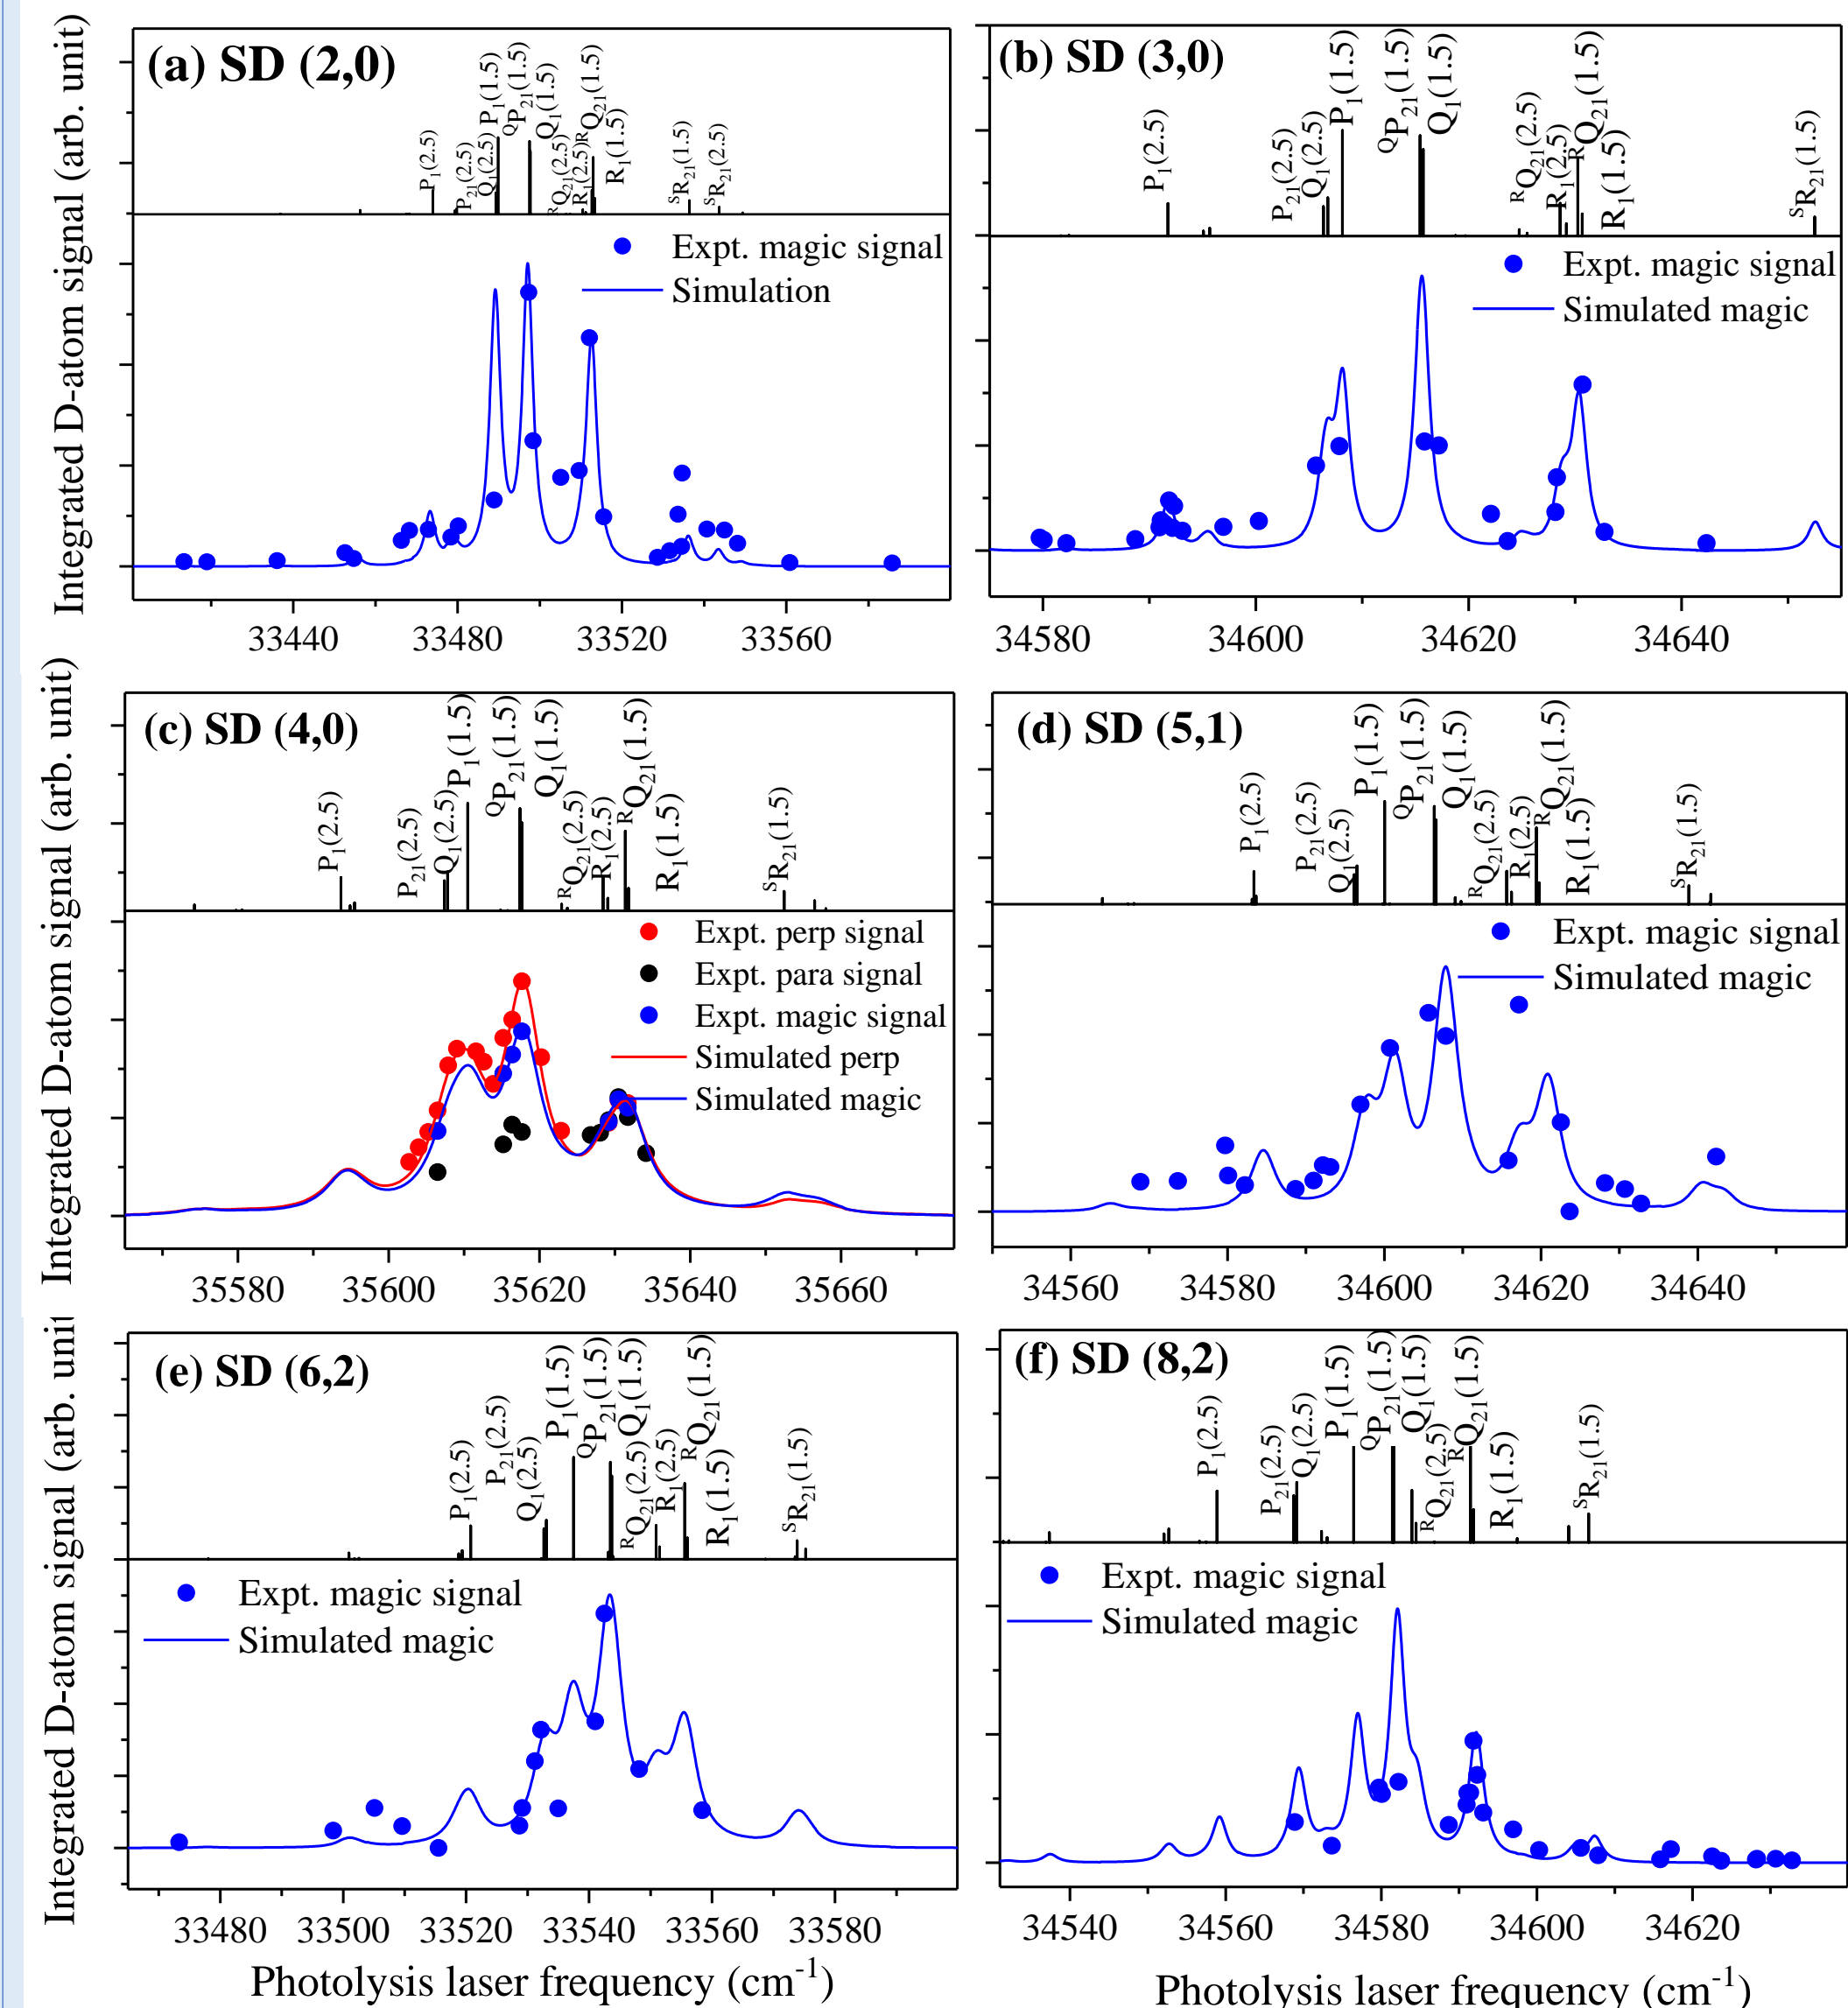 Integrated D-atom signal (arb. unit)
(a) SD (2,0)
P₁(2.5)
P₂₁(2.5)
Q₁(2.5)
P₁(1.5)
ᑫP₂₁(1.5)
Q₁(1.5)
ᴿQ₂₁(2.5)
R₁(2.5)
ᴿQ₂₁(1.5)
R₁(1.5)
ˢR₂₁(1.5)
ˢR₂₁(2.5)
Expt. magic signal
Simulation
33440 33480 33520 33560
(b) SD (3,0)
P₁(2.5)
P₂₁(2.5)
Q₁(2.5)
P₁(1.5)
ᑫP₂₁(1.5)
Q₁(1.5)
ᴿQ₂₁(2.5)
R₁(2.5)
ᴿQ₂₁(1.5)
R₁(1.5)
ˢR₂₁(1.5)
Expt. magic signal
Simulated magic
34580 34600 34620 34640
Integrated D-atom signal (arb. unit)
(c) SD (4,0)
P₁(2.5)
P₂₁(2.5)
Q₁(2.5)
P₁(1.5)
ᑫP₂₁(1.5)
Q₁(1.5)
ᴿQ₂₁(2.5)
R₁(2.5)
ᴿQ₂₁(1.5)
R₁(1.5)
ˢR₂₁(1.5)
Expt. perp signal
Expt. para signal
Expt. magic signal
Simulated perp
Simulated magic
35580 35600 35620 35640 35660
(d) SD (5,1)
P₁(2.5)
P₂₁(2.5)
Q₁(2.5)
P₁(1.5)
ᑫP₂₁(1.5)
Q₁(1.5)
ᴿQ₂₁(2.5)
R₁(2.5)
ᴿQ₂₁(1.5)
R₁(1.5)
ˢR₂₁(1.5)
Expt. magic signal
Simulated magic
34560 34580 34600 34620 34640
Integrated D-atom signal (arb. unit
(e) SD (6,2)
P₁(2.5)
P₂₁(2.5)
Q₁(2.5)
P₁(1.5)
ᑫP₂₁(1.5)
Q₁(1.5)
ᴿQ₂₁(2.5)
R₁(2.5)
ᴿQ₂₁(1.5)
R₁(1.5)
ˢR₂₁(1.5)
Expt. magic signal
Simulated magic
33480 33500 33520 33540 33560 33580
Photolysis laser frequency (cm⁻¹)
(f) SD (8,2)
P₁(2.5)
P₂₁(2.5)
Q₁(2.5)
P₁(1.5)
ᑫP₂₁(1.5)
Q₁(1.5)
ᴿQ₂₁(2.5)
ᴿQ₂₁(1.5)
R₁(1.5)
ˢR₂₁(1.5)
Expt. magic signal
Simulated magic
34540 34560 34580 34600 34620
Photolysis laser frequency (cm⁻¹)